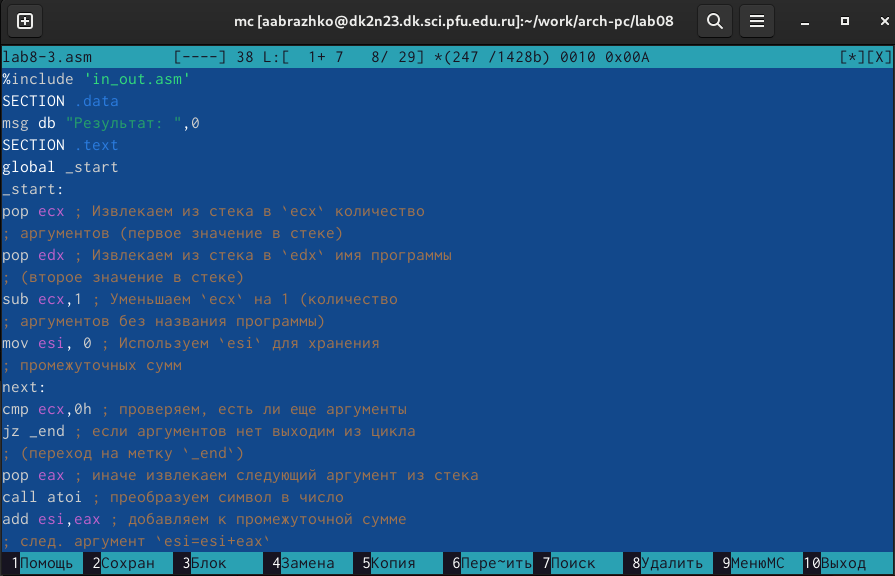 mc [aabrazhko@dk2n23.dk.sci.pfu.edu.ru]:~/work/arch-pc/lab08
lab8-3.asm [----] 38 L:[ 1+ 7 8/ 29] *(247 /1428b) 0010 0x00A [*][X]
%include 'in_out.asm'
SECTION .data
msg db "Результат: ",0
SECTION .text
global _start
_start:
pop ecx ; Извлекаем из стека в `ecx` количество
; аргументов (первое значение в стеке)
pop edx ; Извлекаем из стека в `edx` имя программы
; (второе значение в стеке)
sub ecx,1 ; Уменьшаем `ecx` на 1 (количество
; аргументов без названия программы)
mov esi, 0 ; Используем `esi` для хранения
; промежуточных сумм
next:
cmp ecx,0h ; проверяем, есть ли еще аргументы
jz _end ; если аргументов нет выходим из цикла
; (переход на метку `_end`)
pop eax ; иначе извлекаем следующий аргумент из стека
call atoi ; преобразуем символ в число
add esi,eax ; добавляем к промежуточной сумме
; след. аргумент `esi=esi+eax`
1Помощь 2Сохран 3Блок 4Замена 5Копия 6Пере~ить 7Поиск 8Удалить 9МенюМС 10Выход